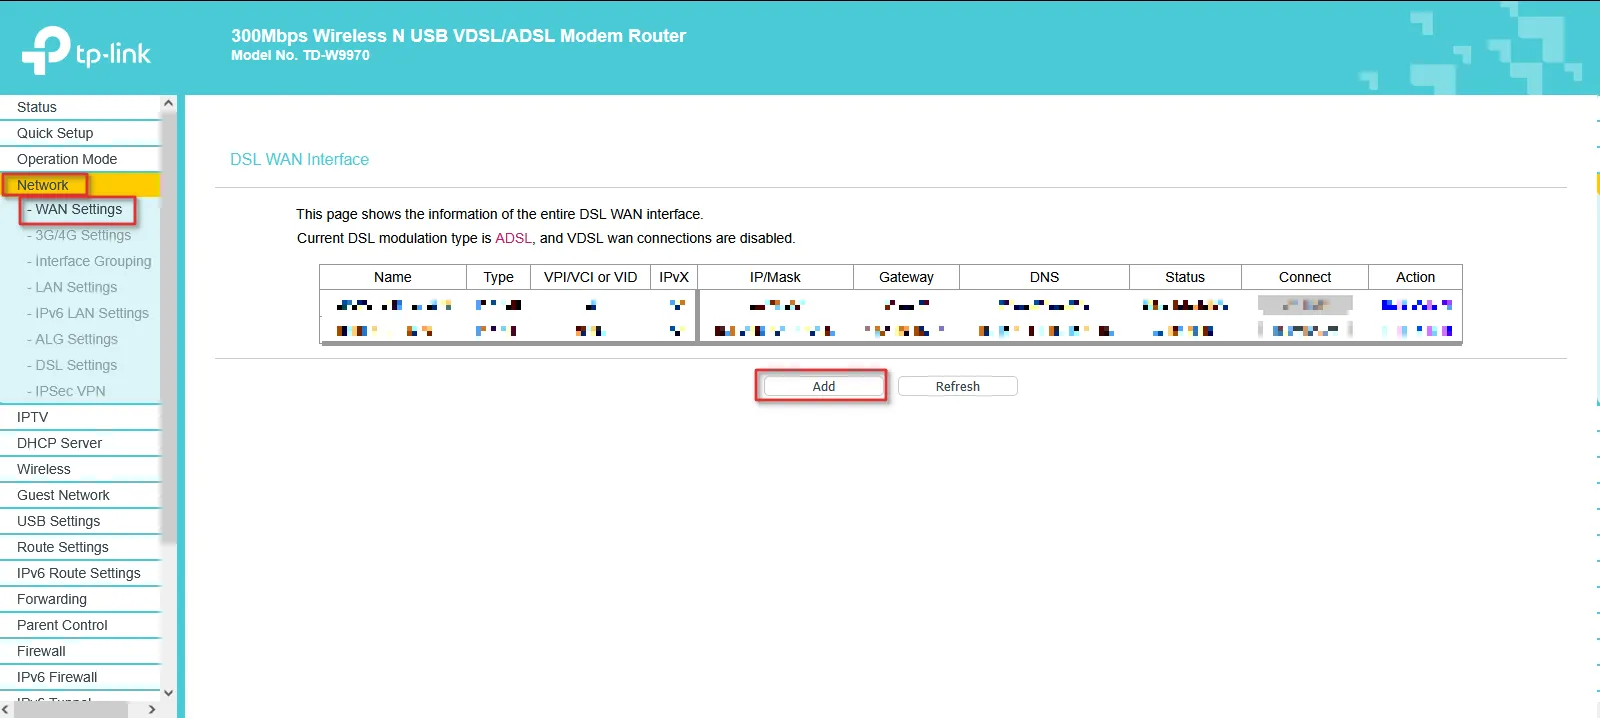 tp-link
300Mbps Wireless N USB VDSL/ADSL Modem Router
Model No. TD-W9970
Status
Quick Setup
Operation Mode
Network
- WAN Settings
- 3G/4G Settings
- Interface Grouping
- LAN Settings
- IPv6 LAN Settings
- ALG Settings
- DSL Settings
- IPSec VPN
IPTV
DHCP Server
Wireless
Guest Network
USB Settings
Route Settings
IPv6 Route Settings
Forwarding
Parent Control
Firewall
IPv6 Firewall
IPv6 Tunnel
DSL WAN Interface
This page shows the information of the entire DSL WAN interface.
Current DSL modulation type is ADSL, and VDSL wan connections are disabled.
Name Type VPI/VCI or VID IPvX IP/Mask Gateway DNS Status Connect Action
Add Refresh